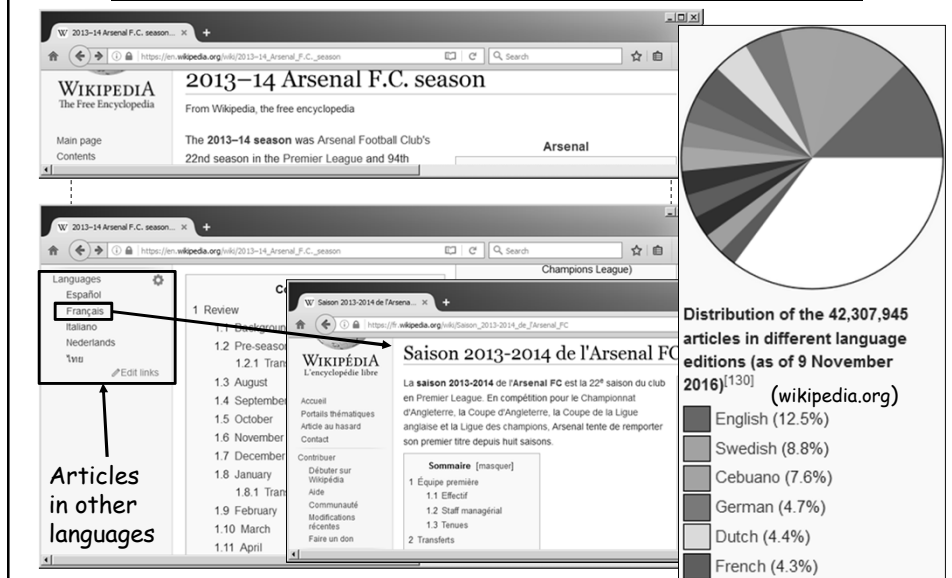 2013–14 Arsenal F.C. season...
https://en.wikipedia.org/wiki/2013–14_Arsenal_F.C._season
Search
WIKIPEDIA
The Free Encyclopedia
Main page
Contents
2013–14 Arsenal F.C. season
From Wikipedia, the free encyclopedia
The 2013–14 season was Arsenal Football Club's
22nd season in the Premier League and 94th
Arsenal
2013–14 Arsenal F.C. season...
https://en.wikipedia.org/wiki/2013–14_Arsenal_F.C._season
Search
Champions League)
Languages
Español
Français
Italiano
Nederlands
ไทย
Edit links
Articles
in other
languages
1 Review
1.2 Pre-seaso
1.2.1 Tran
1.3 August
1.4 September
1.5 October
1.6 November
1.7 December
1.8 January
1.8.1 Tran
1.9 February
1.10 March
1.11 April
Saison 2013-2014 de l'Arsena...
https://fr.wikipedia.org/wiki/Saison_2013-2014_de_l'Arsenal_FC
WIKIPÉDIA
L'encyclopédie libre
Accueil
Portails thématiques
Article au hasard
Contact
Contribuer
Débuter sur
Wikipédia
Aide
Communauté
Modifications
récentes
Faire un don
Saison 2013-2014 de l'Arsenal FC
La saison 2013-2014 de l'Arsenal FC est la 22e saison du club
en Premier League. En compétition pour le Championnat
d'Angleterre, la Coupe d'Angleterre, la Coupe de la Ligue
anglaise et la Ligue des champions, Arsenal tente de remporter
son premier titre depuis huit saisons.
Sommaire [masquer]
1 Équipe première
1.1 Effectif
1.2 Staff managérial
1.3 Tenues
2 Transferts
Distribution of the 42,307,945
articles in different language
editions (as of 9 November
2016)[130]
(wikipedia.org)
English (12.5%)
Swedish (8.8%)
Cebuano (7.6%)
German (4.7%)
Dutch (4.4%)
French (4.3%)